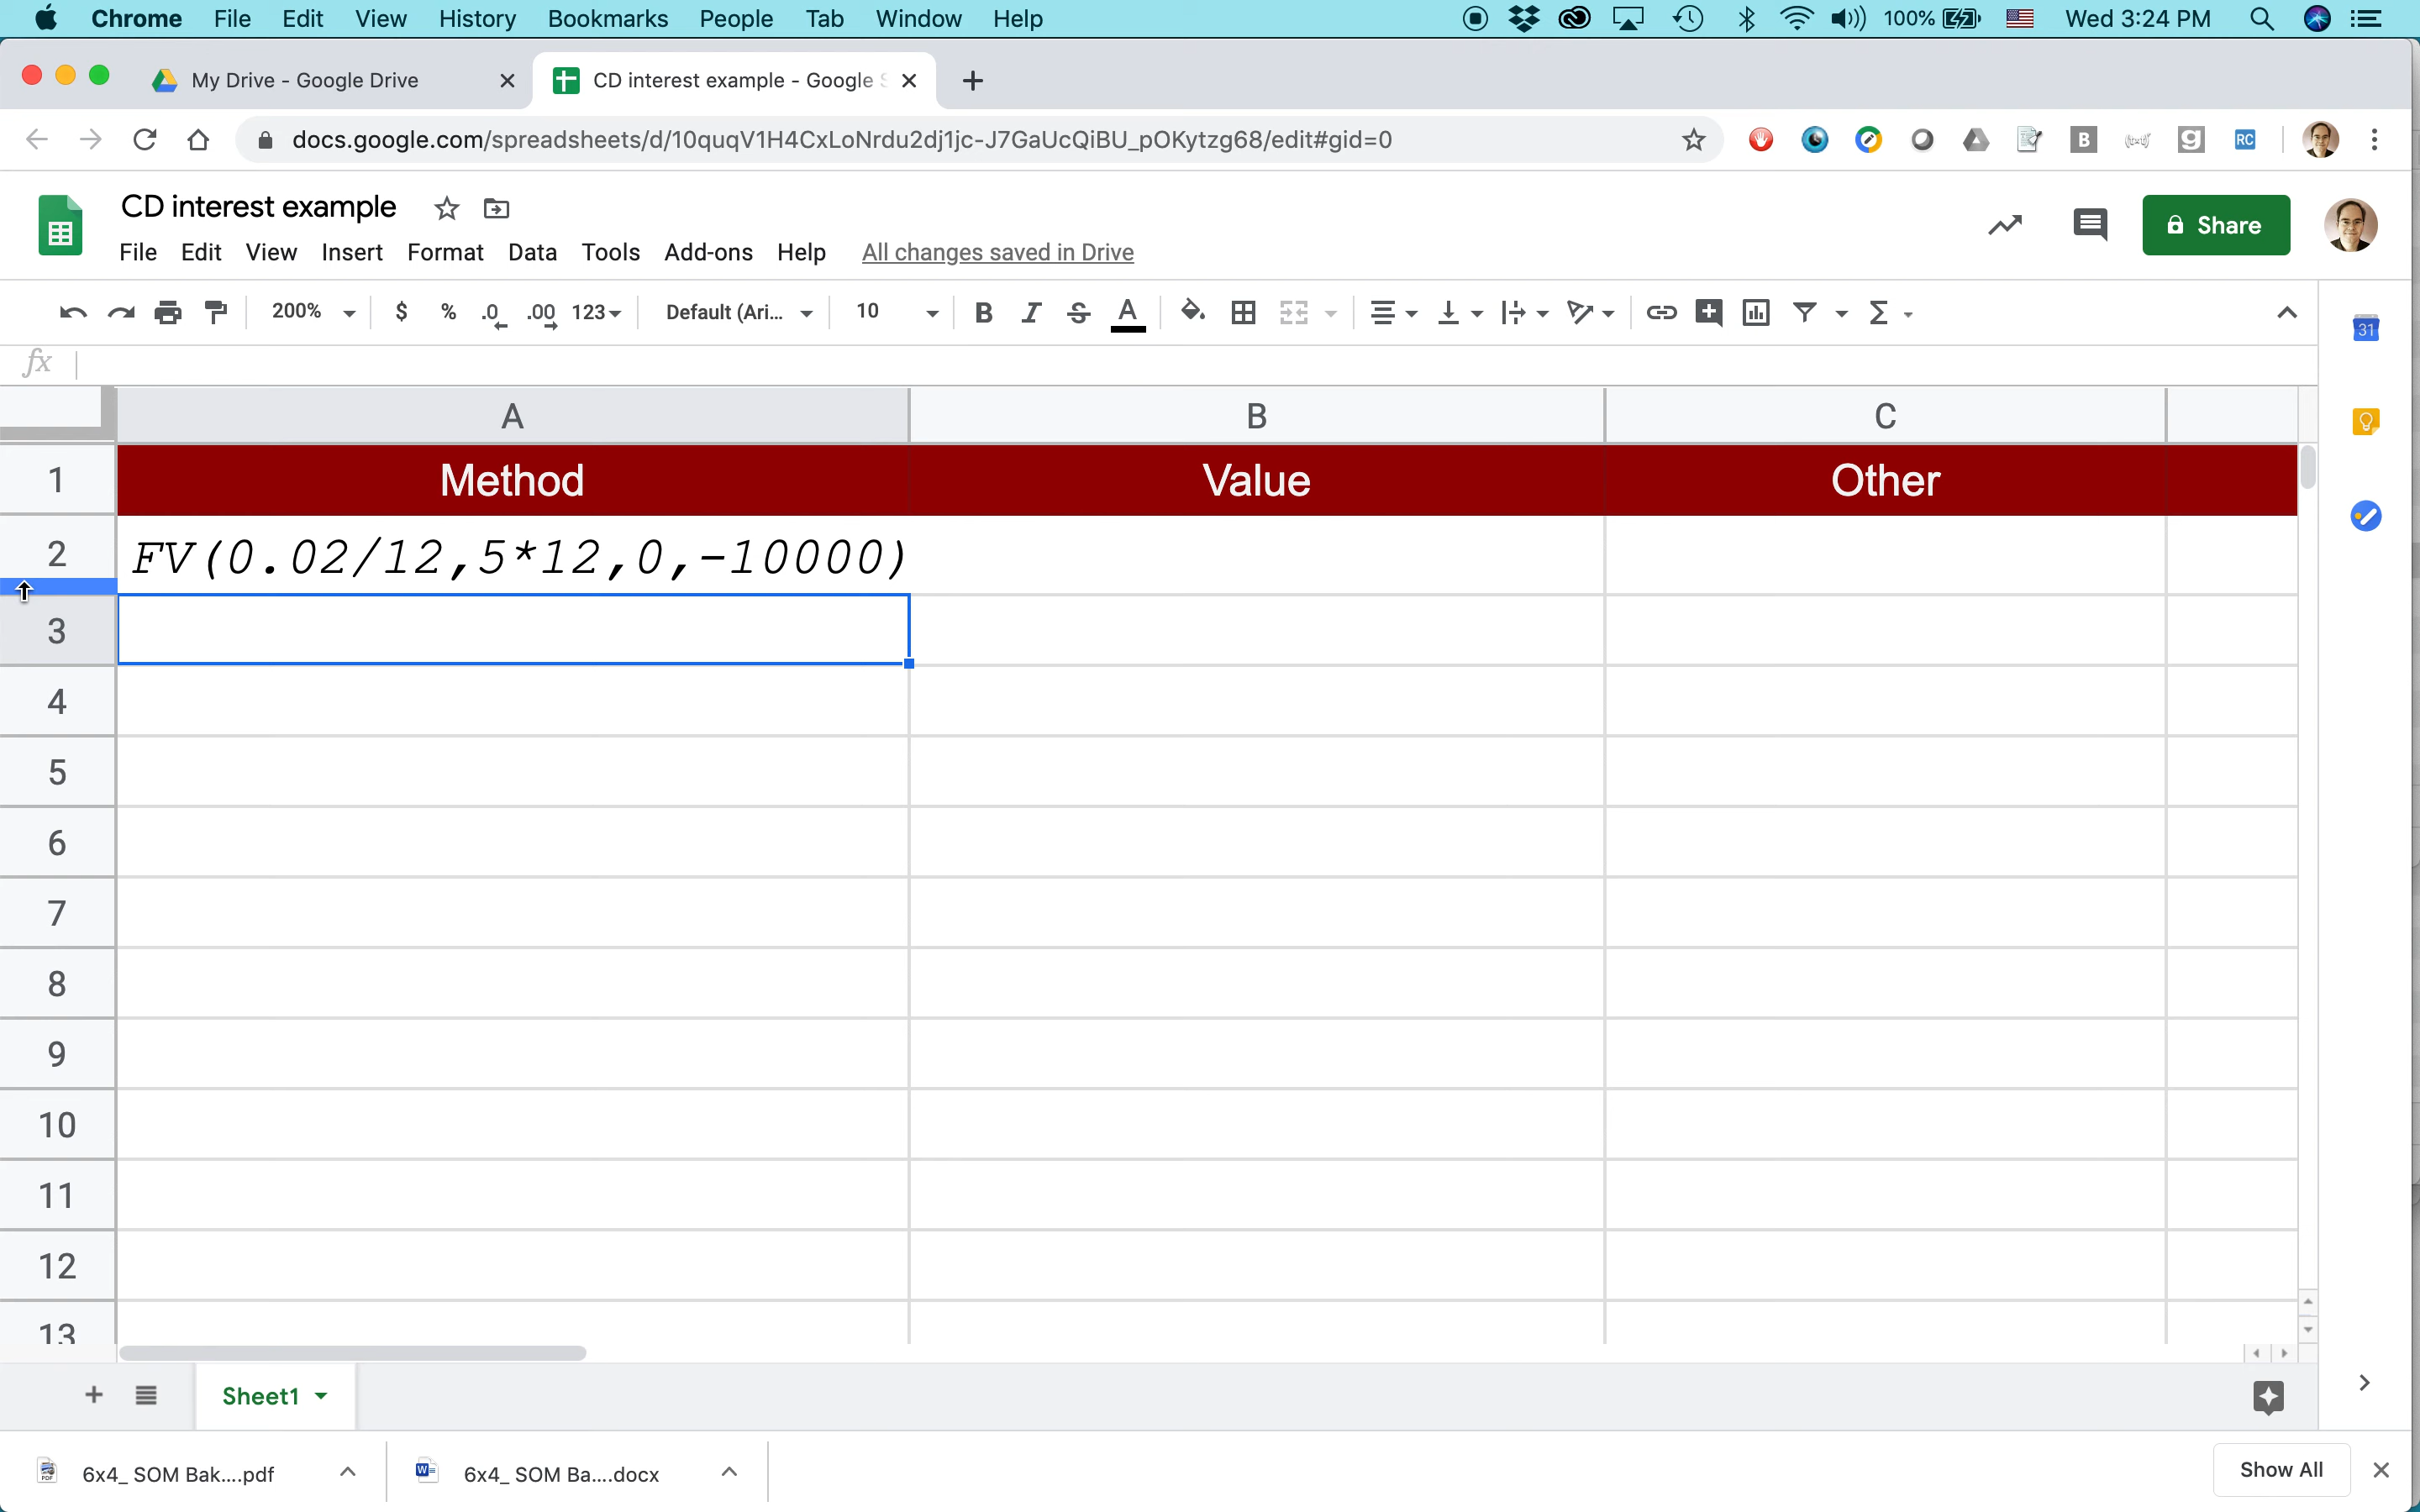 Chrome File Edit View History Bookmarks People Tab Window Help 100% Wed 3:24 PM
My Drive - Google Drive CD interest example - Google S
docs.google.com/spreadsheets/d/10quqV1H4CxLoNrdu2dj1jc-J7GaUcQiBU_pOKytzg68/edit#gid=0 B g RC
CD interest example
Share
File Edit View Insert Format Data Tools Add-ons Help All changes saved in Drive
200% $ % .0 .00 123 Default (Ari... 10 B I S A Σ
31
fx
A B C
1 Method Value Other
2 FV(0.02/12,5*12,0,-10000)
3
4
5
6
7
8
9
10
11
12
13
+ Sheet1
6x4_ SOM Bak....pdf 6x4_ SOM Ba....docx Show All